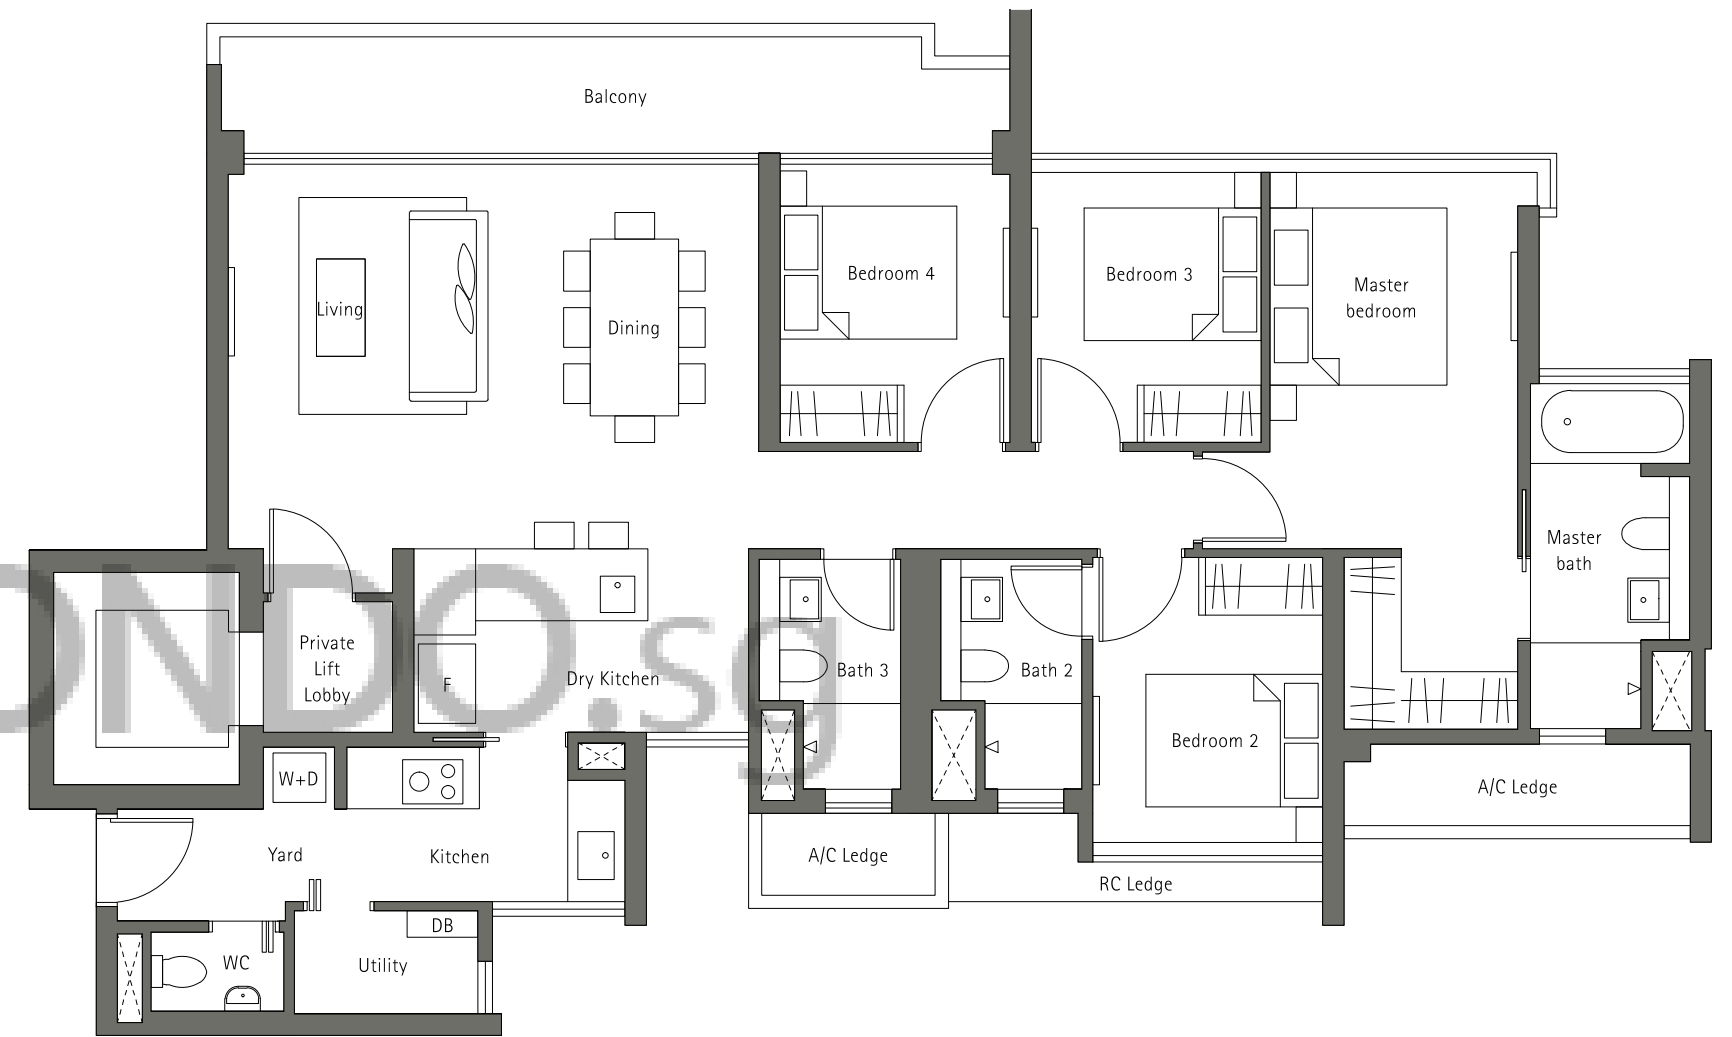 Balcony
Living
Dining
Bedroom 4
Bedroom 3
Master
bedroom
Master
bath
Private
Lift
Lobby
F
Dry Kitchen
Bath 3
Bath 2
Bedroom 2
W+D
A/C Ledge
Yard
Kitchen
A/C Ledge
RC Ledge
DB
WC
Utility
ONDO.sg